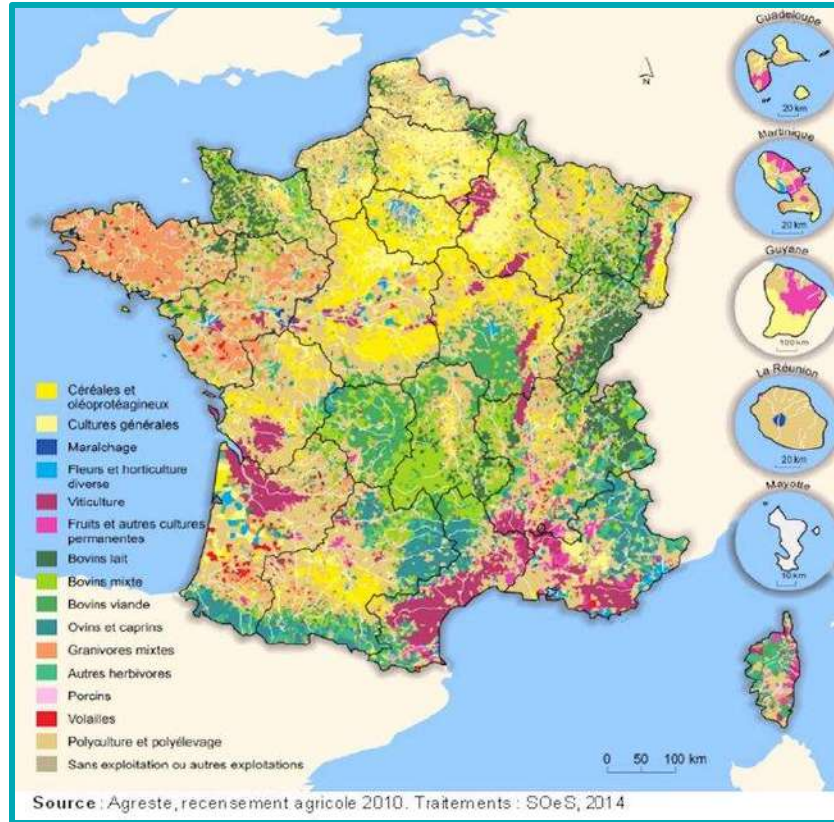 Guadeloupe
20 km
N
Martinique
20 km
Guyane
100 km
La Réunion
20 km
Mayotte
10 km
Céréales et
oléoprotéagineux
Cultures générales
Maraîchage
Fleurs et horticulture
diverse
Viticulture
Fruits et autres cultures
permanentes
Bovins lait
Bovins mixte
Bovins viande
Ovins et caprins
Granivores mixtes
Autres herbivores
Porcins
Volailles
Polyculture et polyélevage
Sans exploitation ou autres exploitations
0 50 100 km
Source : Agreste, recensement agricole 2010. Traitements : SOeS, 2014